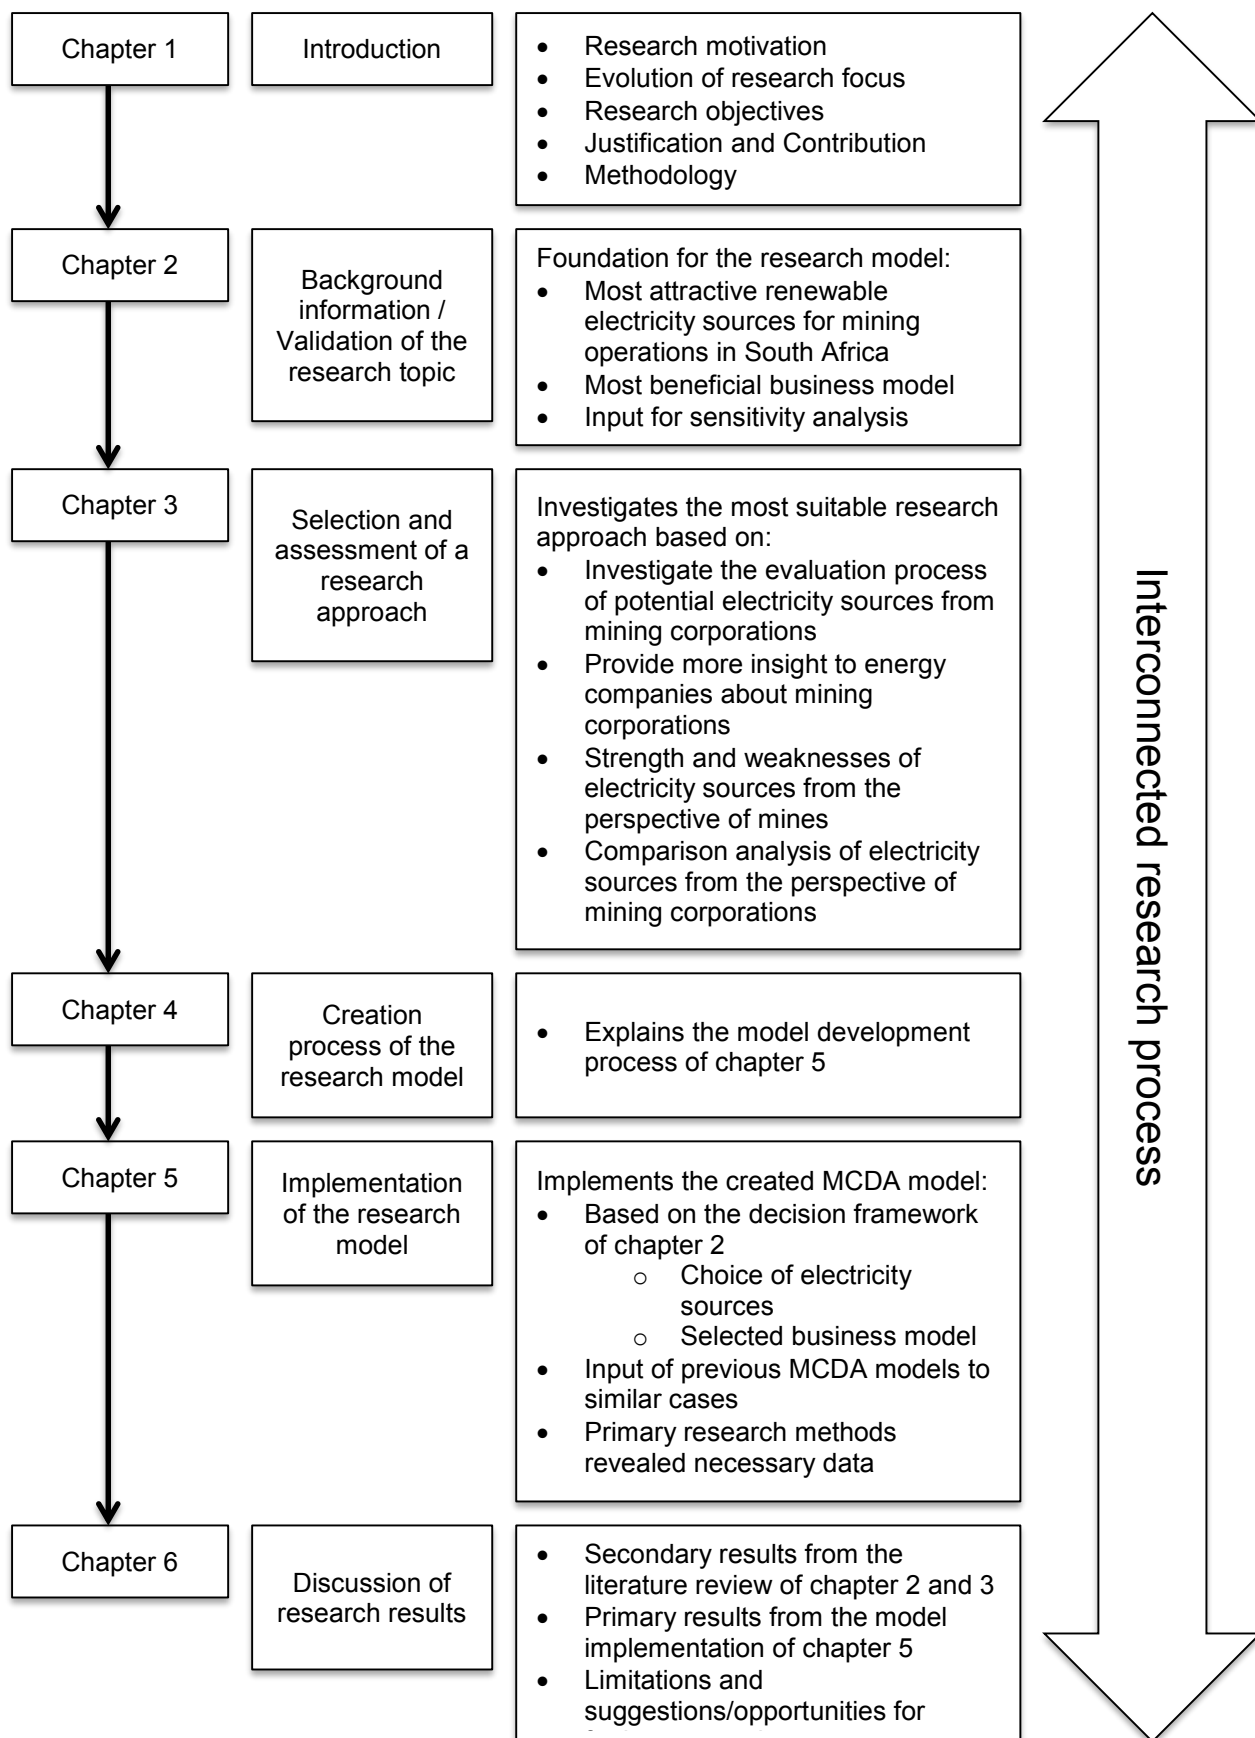 Chapter 1
Introduction
• Research motivation
• Evolution of research focus
• Research objectives
• Justification and Contribution
• Methodology
Chapter 2
Background
information /
Validation of the
research topic
Foundation for the research model:
• Most attractive renewable
electricity sources for mining
operations in South Africa
• Most beneficial business model
• Input for sensitivity analysis
Chapter 3
Selection and
assessment of a
research
approach
Investigates the most suitable research
approach based on:
• Investigate the evaluation process
of potential electricity sources from
mining corporations
• Provide more insight to energy
companies about mining
corporations
• Strength and weaknesses of
electricity sources from the
perspective of mines
• Comparison analysis of electricity
sources from the perspective of
mining corporations
Chapter 4
Creation
process of the
research model
• Explains the model development
process of chapter 5
Chapter 5
Implementation
of the research
model
Implements the created MCDA model:
• Based on the decision framework
of chapter 2
o Choice of electricity
sources
o Selected business model
• Input of previous MCDA models to
similar cases
• Primary research methods
revealed necessary data
Chapter 6
Discussion of
research results
• Secondary results from the
literature review of chapter 2 and 3
• Primary results from the model
implementation of chapter 5
• Limitations and
suggestions/opportunities for
Interconnected research process